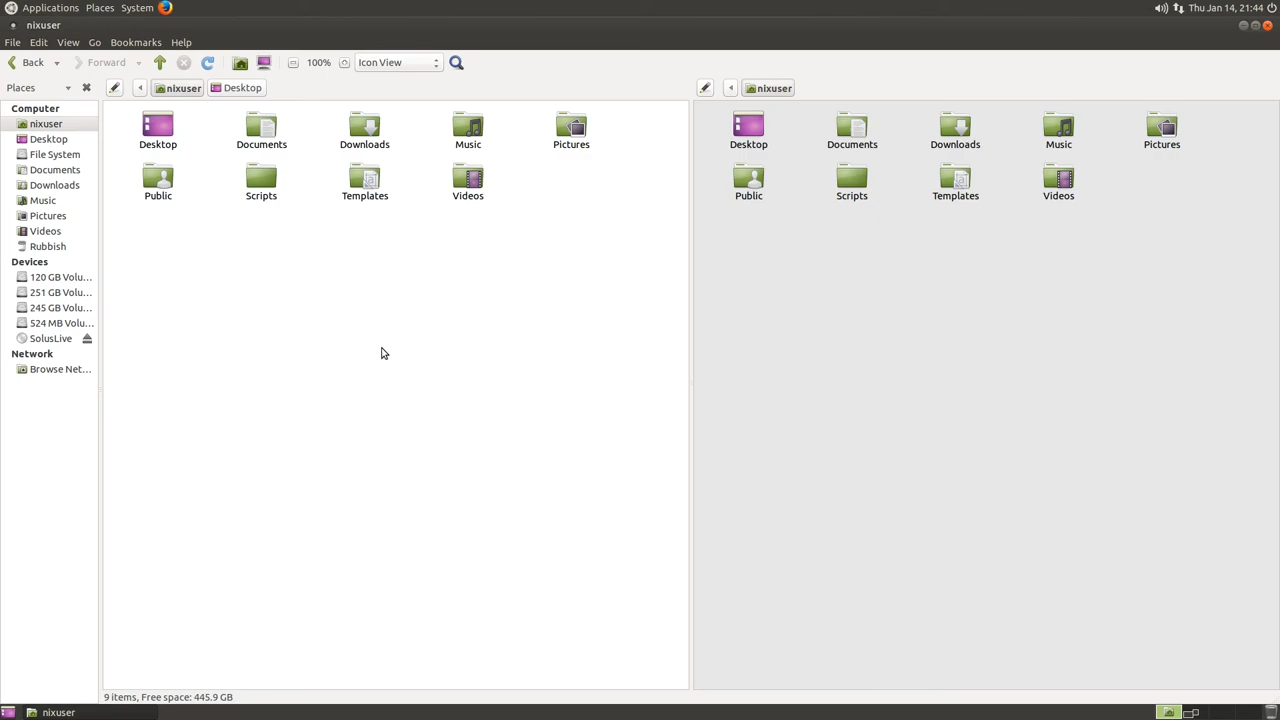 Applications Places System Thu Jan 14, 21:44
nixuser
File Edit View Go Bookmarks Help
Back Forward 100% Icon View
Places nixuser Desktop nixuser
Computer
nixuser
Desktop
File System
Documents
Downloads
Music
Pictures
Videos
Rubbish
Devices
120 GB Volu...
251 GB Volu...
245 GB Volu...
524 MB Volu...
SolusLive
Network
Browse Net...
Desktop Documents Downloads Music Pictures
Public Scripts Templates Videos
Desktop Documents Downloads Music Pictures
Public Scripts Templates Videos
9 items, Free space: 445.9 GB
nixuser